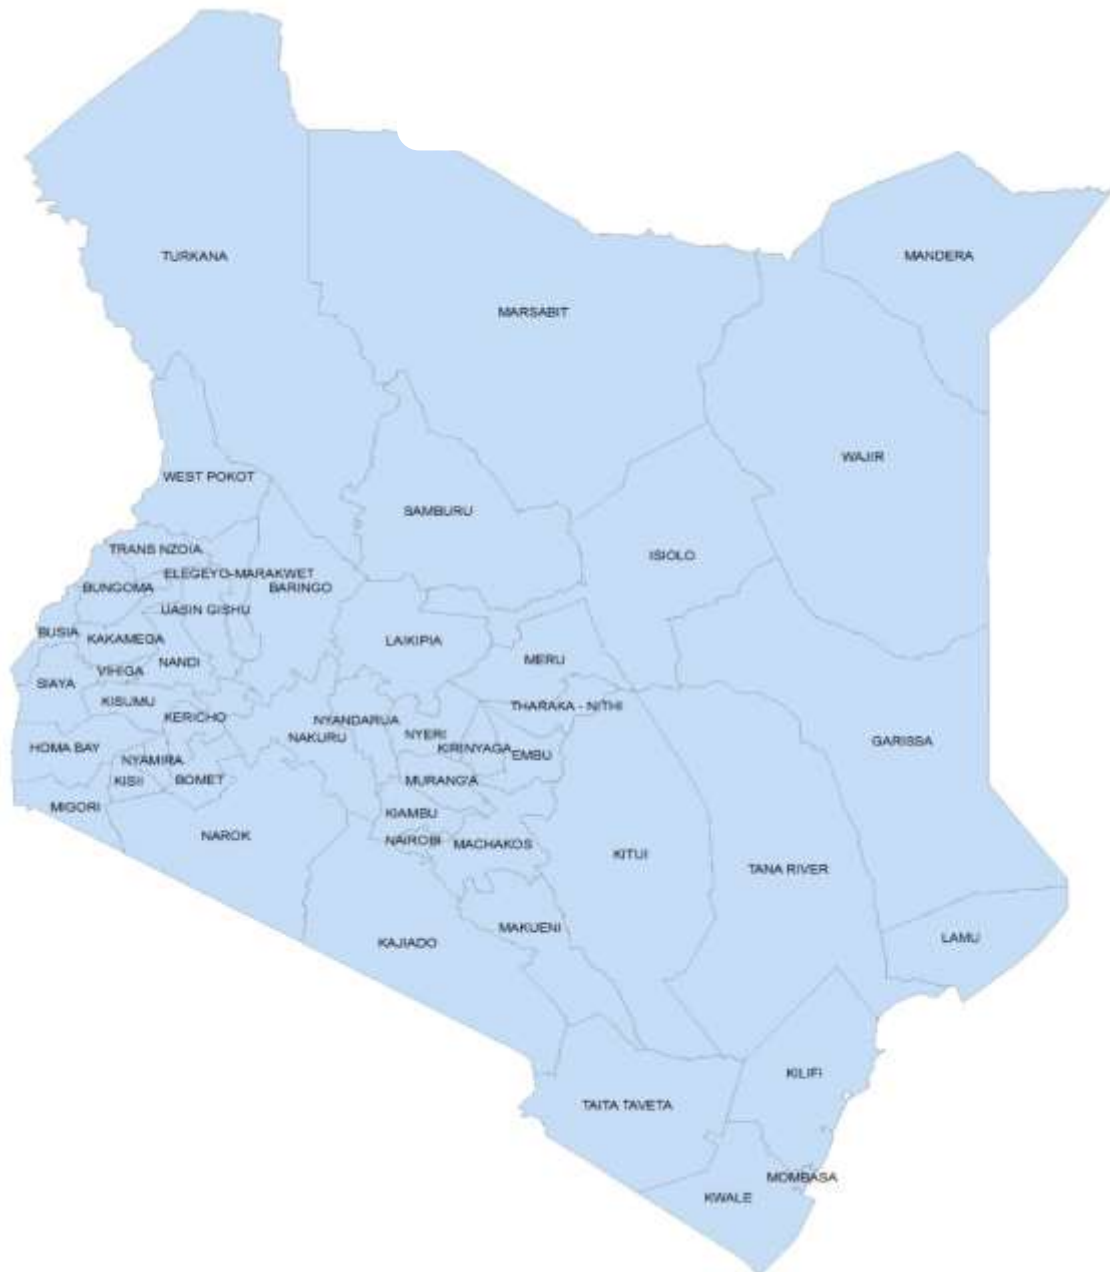 TURKANA
MANDERA
MARSABIT
WAJIR
WEST POKOT
SAMBURU
TRANS NZOIA
ISIOLO
ELEGEYO-MARAKWET
BUNGOMA
BARINGO
UASIN GISHU
BUSIA
KAKAMEGA
LAIKIPIA
NANDI
MERU
VIHIGA
SIAYA
KISUMU
THARAKA - NITHI
KERICHO
NYANDARUA
NYERI
NAKURU
GARISSA
HOMA BAY
KIRINYAGA
EMBU
NYAMIRA
KISII
BOMET
MURANG'A
MIGORI
KIAMBU
NAROK
NAIROBI
MACHAKOS
KITUI
TANA RIVER
MAKUENI
LAMU
KAJIADO
KILIFI
TAITA TAVETA
MOMBASA
KWALE